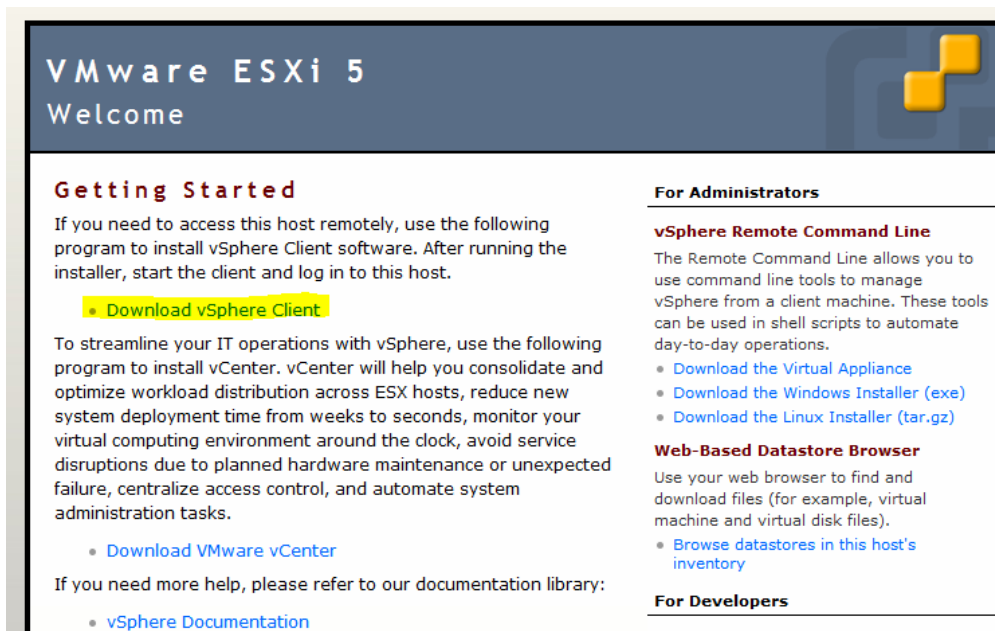 VMware ESXi 5
Welcome
Getting Started
If you need to access this host remotely, use the following
program to install vSphere Client software. After running the
installer, start the client and log in to this host.
Download vSphere Client
To streamline your IT operations with vSphere, use the following
program to install vCenter. vCenter will help you consolidate and
optimize workload distribution across ESX hosts, reduce new
system deployment time from weeks to seconds, monitor your
virtual computing environment around the clock, avoid service
disruptions due to planned hardware maintenance or unexpected
failure, centralize access control, and automate system
administration tasks.
Download VMware vCenter
If you need more help, please refer to our documentation library:
vSphere Documentation
For Administrators
vSphere Remote Command Line
The Remote Command Line allows you to
use command line tools to manage
vSphere from a client machine. These tools
can be used in shell scripts to automate
day-to-day operations.
Download the Virtual Appliance
Download the Windows Installer (exe)
Download the Linux Installer (tar.gz)
Web-Based Datastore Browser
Use your web browser to find and
download files (for example, virtual
machine and virtual disk files).
Browse datastores in this host's
inventory
For Developers